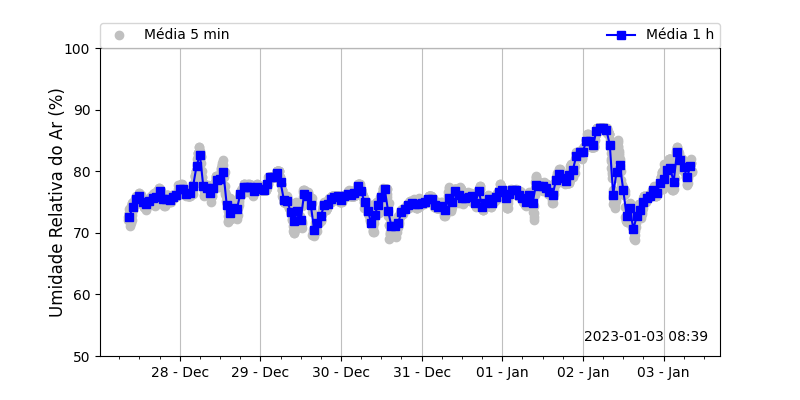 Média 5 min
Média 1 h
100
90
80
70
60
50
Umidade Relativa do Ar (%)
2023-01-03 08:39
28 - Dec
29 - Dec
30 - Dec
31 - Dec
01 - Jan
02 - Jan
03 - Jan